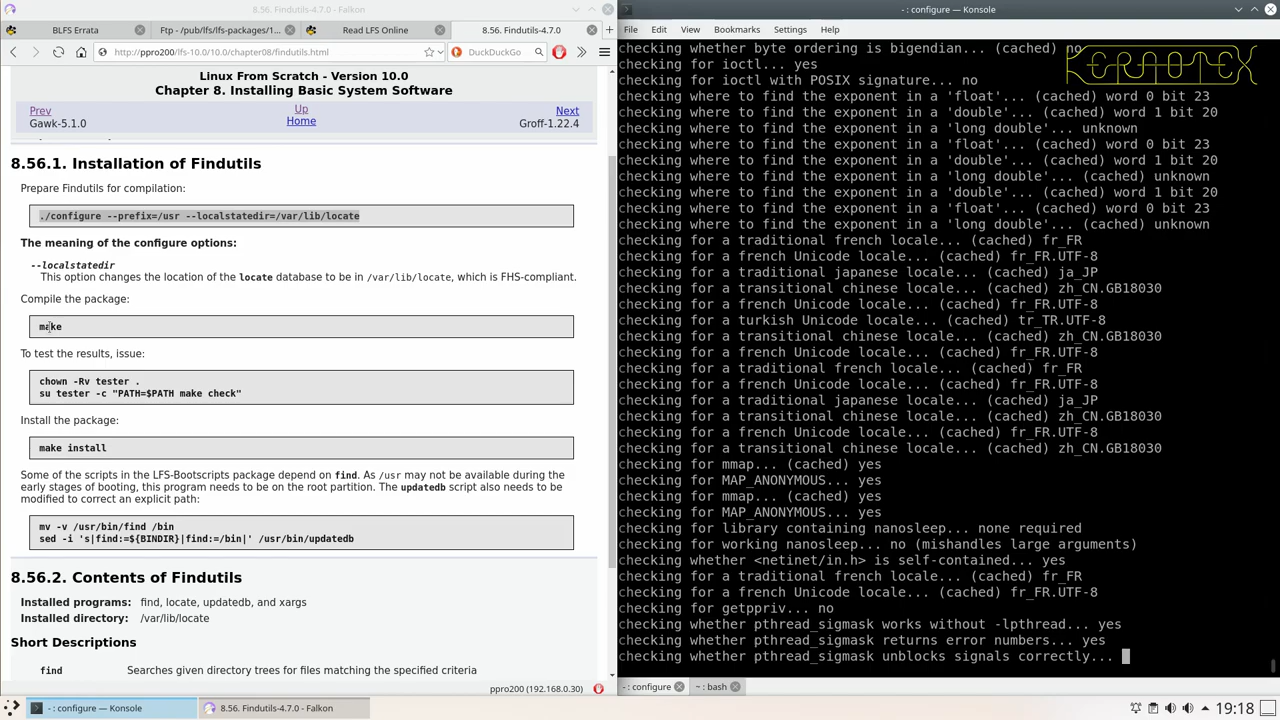 8.56. Findutils-4.7.0
BLFS Errata
Ftp - /pub/lfs/lfs-packages/1...
Read LFS Online
8.56. Findutils-4.7.0
http://ppro200/lfs-10.0/10.0/chapter08/findutils.html
DuckDuckGo
Linux From Scratch - Version 10.0
Chapter 8. Installing Basic System Software
Prev
Up
Next
Gawk-5.1.0
Home
Groff-1.22.4
8.56.1. Installation of Findutils
Prepare Findutils for compilation:
./configure --prefix=/usr --localstatedir=/var/lib/locate
The meaning of the configure options:
--localstatedir
This option changes the location of the locate database to be in /var/lib/locate, which is FHS-compliant.
Compile the package:
make
To test the results, issue:
chown -Rv tester .
su tester -c "PATH=$PATH make check"
Install the package:
make install
Some of the scripts in the LFS-Bootscripts package depend on find. As /usr may not be available during the
early stages of booting, this program needs to be on the root partition. The updatedb script also needs to be
modified to correct an explicit path:
mv -v /usr/bin/find /bin
sed -i 's|find:=${BINDIR}|find:=/bin|' /usr/bin/updatedb
8.56.2. Contents of Findutils
Installed programs: find, locate, updatedb, and xargs
Installed directory: /var/lib/locate
Short Descriptions
find Searches given directory trees for files matching the specified criteria
ppro200 (192.168.0.30)
- : configure — Konsole
File Edit View Bookmarks Settings Help
checking whether byte ordering is bigendian... (cached) no
checking for ioctl... yes
checking for ioctl with POSIX signature... no
checking where to find the exponent in a 'float'... (cached) word 0 bit 23
checking where to find the exponent in a 'double'... (cached) word 1 bit 20
checking where to find the exponent in a 'long double'... unknown
checking where to find the exponent in a 'float'... (cached) word 0 bit 23
checking where to find the exponent in a 'double'... (cached) word 1 bit 20
checking where to find the exponent in a 'long double'... (cached) unknown
checking where to find the exponent in a 'double'... (cached) word 1 bit 20
checking where to find the exponent in a 'float'... (cached) word 0 bit 23
checking where to find the exponent in a 'long double'... (cached) unknown
checking for a traditional french locale... (cached) fr_FR
checking for a french Unicode locale... (cached) fr_FR.UTF-8
checking for a traditional japanese locale... (cached) ja_JP
checking for a transitional chinese locale... (cached) zh_CN.GB18030
checking for a french Unicode locale... (cached) fr_FR.UTF-8
checking for a turkish Unicode locale... (cached) tr_TR.UTF-8
checking for a transitional chinese locale... (cached) zh_CN.GB18030
checking for a french Unicode locale... (cached) fr_FR.UTF-8
checking for a traditional french locale... (cached) fr_FR
checking for a french Unicode locale... (cached) fr_FR.UTF-8
checking for a traditional japanese locale... (cached) ja_JP
checking for a transitional chinese locale... (cached) zh_CN.GB18030
checking for a french Unicode locale... (cached) fr_FR.UTF-8
checking for a transitional chinese locale... (cached) zh_CN.GB18030
checking for mmap... (cached) yes
checking for MAP_ANONYMOUS... yes
checking for mmap... (cached) yes
checking for MAP_ANONYMOUS... yes
checking for library containing nanosleep... none required
checking for working nanosleep... no (mishandles large arguments)
checking whether <netinet/in.h> is self-contained... yes
checking for a traditional french locale... (cached) fr_FR
checking for a french Unicode locale... (cached) fr_FR.UTF-8
checking for getppriv... no
checking whether pthread_sigmask works without -lpthread... yes
checking whether pthread_sigmask returns error numbers... yes
checking whether pthread_sigmask unblocks signals correctly...
- : configure
~ : bash
- : configure — Konsole
8.56. Findutils-4.7.0 - Falkon
19:18